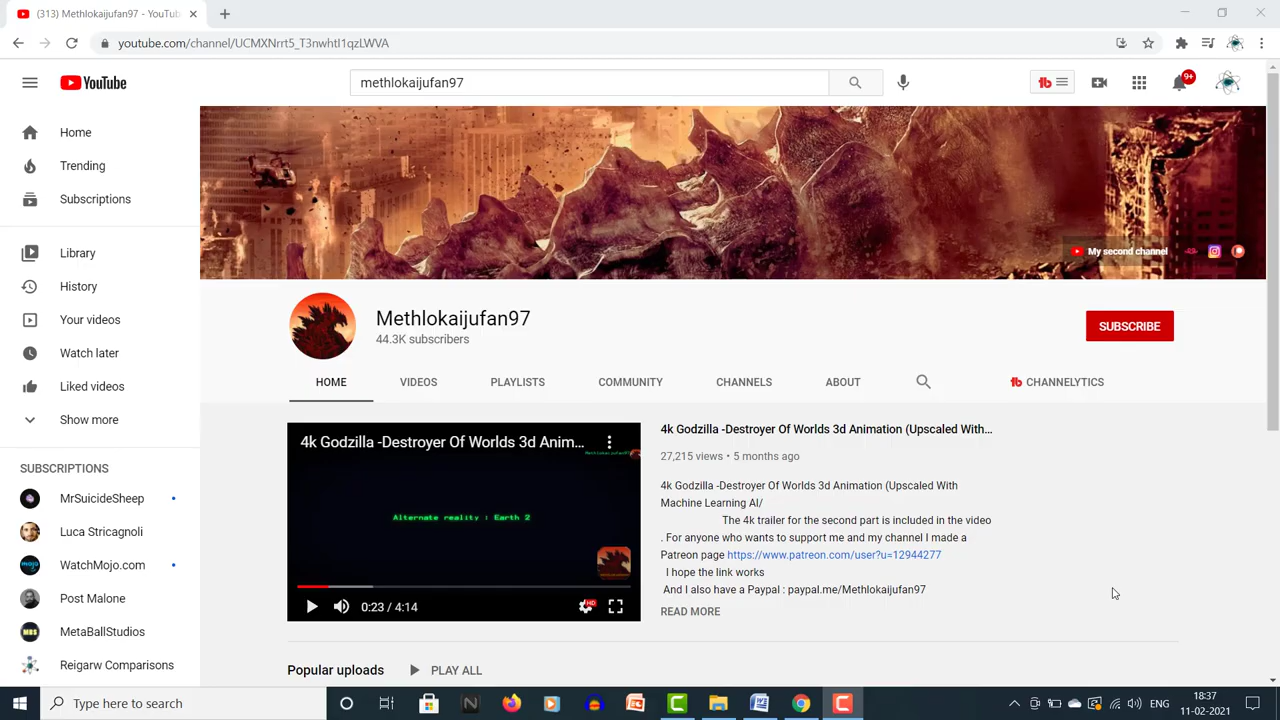 (313) Methlokaijufan97 - YouTub
youtube.com/channel/UCMXNrrt5_T3nwhtI1qzLWVA
YouTube
methlokaijufan97
9+
Home
Trending
Subscriptions
Library
History
Your videos
Watch later
Liked videos
Show more
SUBSCRIPTIONS
MrSuicideSheep
Luca Stricagnoli
WatchMojo.com
Post Malone
MetaBallStudios
Reigarw Comparisons
My second channel
Methlokaijufan97
44.3K subscribers
SUBSCRIBE
HOME VIDEOS PLAYLISTS COMMUNITY CHANNELS ABOUT CHANNELYTICS
4k Godzilla -Destroyer Of Worlds 3d Anim...
Methlokaijufan97
Alternate reality : Earth 2
0:23 / 4:14
HD
4k Godzilla -Destroyer Of Worlds 3d Animation (Upscaled With...
27,215 views • 5 months ago
4k Godzilla -Destroyer Of Worlds 3d Animation (Upscaled With
Machine Learning AI/
The 4k trailer for the second part is included in the video
. For anyone who wants to support me and my channel I made a
Patreon page https://www.patreon.com/user?u=12944277
I hope the link works
And I also have a Paypal : paypal.me/Methlokaijufan97
READ MORE
Popular uploads PLAY ALL
Type here to search
ENG
18:37
11-02-2021